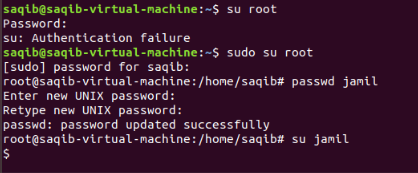 saqib@saqib-virtual-machine:~$ su root
Password:
su: Authentication failure
saqib@saqib-virtual-machine:~$ sudo su root
[sudo] password for saqib:
root@saqib-virtual-machine:/home/saqib# passwd jamil
Enter new UNIX password:
Retype new UNIX password:
passwd: password updated successfully
root@saqib-virtual-machine:/home/saqib# su jamil
$